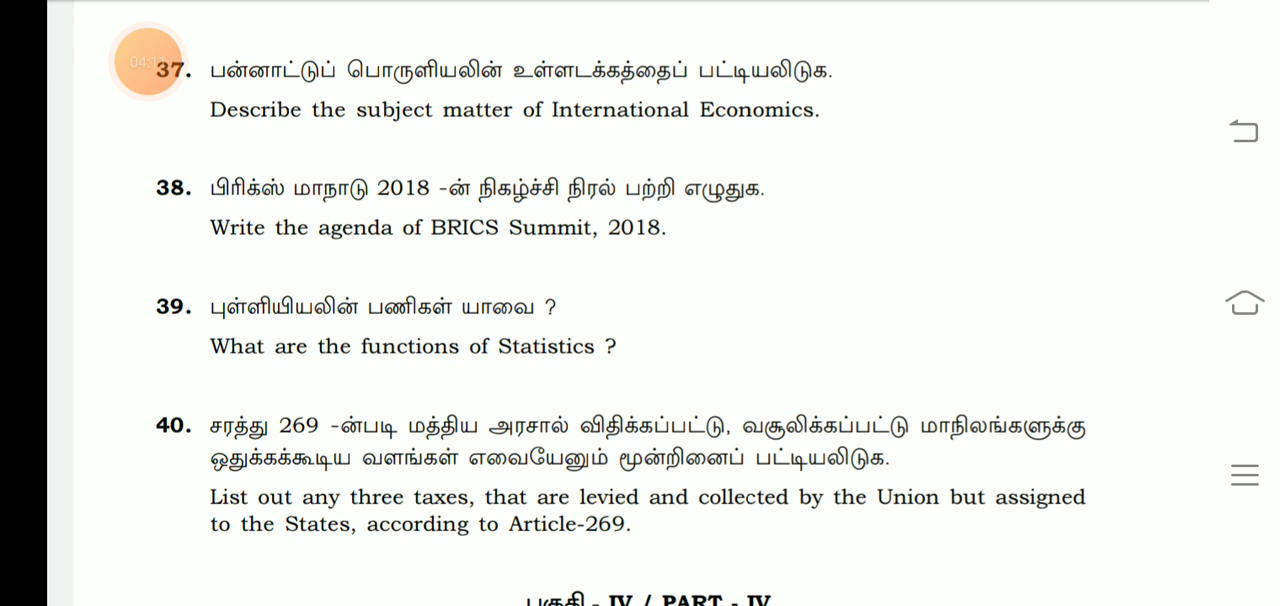 04:11
37. பன்னாட்டுப் பொருளியலின் உள்ளடக்கத்தைப் பட்டியலிடுக.
Describe the subject matter of International Economics.
38. பிரிக்ஸ் மாநாடு 2018 -ன் நிகழ்ச்சி நிரல் பற்றி எழுதுக.
Write the agenda of BRICS Summit, 2018.
39. புள்ளியியலின் பணிகள் யாவை ?
What are the functions of Statistics ?
40. சரத்து 269 -ன்படி மத்திய அரசால் விதிக்கப்பட்டு, வசூலிக்கப்பட்டு மாநிலங்களுக்கு
ஒதுக்கக்கூடிய வளங்கள் எவையேனும் மூன்றினைப் பட்டியலிடுக.
List out any three taxes, that are levied and collected by the Union but assigned
to the States, according to Article-269.
பகுதி - IV / PART - IV